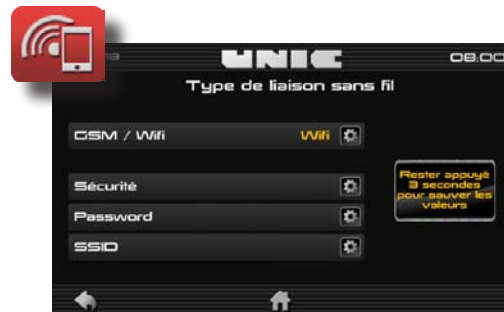 UNIC
08:00
Type de liaison sans fil
GSM / Wifi
Wifi
Sécurité
Password
SSID
Rester appuyé
3 secondes
pour sauver les
valeurs